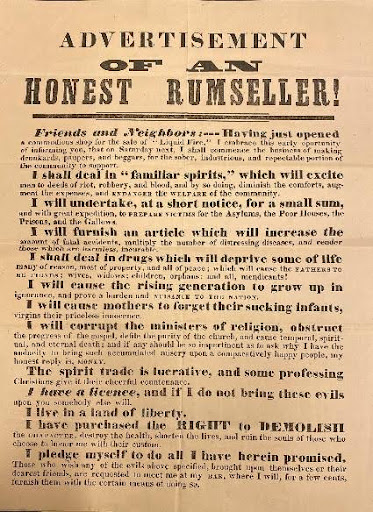 ADVERTISEMENT
OF AN
HONEST RUMSELLER!
Friends and Neighbors:---Having just opened
a commodious shop for the sale of "Liquid Fire," I embrace this early oportunity
of informing you, that on Saturday next, I shall commence the business of making
drunkards, paupers, and beggars, for the sober, industrious, and repectable portion of
the community to support.
I shall deal in "familiar spirits," which will excite
men to deeds of riot, robbery, and blood, and by so doing, diminish the comforts, aug-
ment the expenses, and ENDANGER the WELFARE of the community.
I will undertake, at a short notice, for a small sum,
and with great expedition, to PREPARE VICTIMS for the Asylums, the Poor Houses, the
Prisons, and the Gallows.
I will furnish an article which will increase the
amount of fatal accidents, multiply the number of distressing diseases, and render
those which are harmless, incurable.
I shall deal in drugs which will deprive some of life
many of reason, most of property, and all of peace; which will cause the FATHERS TO
BE FIENDS; wives, widows; children, orphans; and all, mendicants!
I will cause the rising generation to grow up in
ignorance, and prove a burden and NUISANCE TO THE NATION.
I will cause mothers to forget their sucking infants,
virgins their priceless innocence.
I will corrupt the ministers of religion, obstruct
the progress of the gospel, defile the purity of the church, and cause temporal, spirit-
ual, and eternal death; and if any should be so impertinent as to ask why I have the
audacity to bring such accumulated misery upon a comparatively happy people, my
honest reply is, MONEY.
The spirit trade is lucrative, and some professing
Christians give it their cheerful countenance.
I have a licence, and if I do not bring these evils
upon you somebody else will.
I live in a land of liberty.
I have purchased the RIGHT to DEMOLISH
the character, destroy the health, shorten the lives, and ruin the souls of those who
choose to honor me with their custom.
I pledge myself to do all I have herein promised.
Those who wish any of the evils above specified, brought upon themselves or their
dearest friends, are requested to meet me at my BAR, where I will, for a few cents,
furnish them with the certain means of doing so.